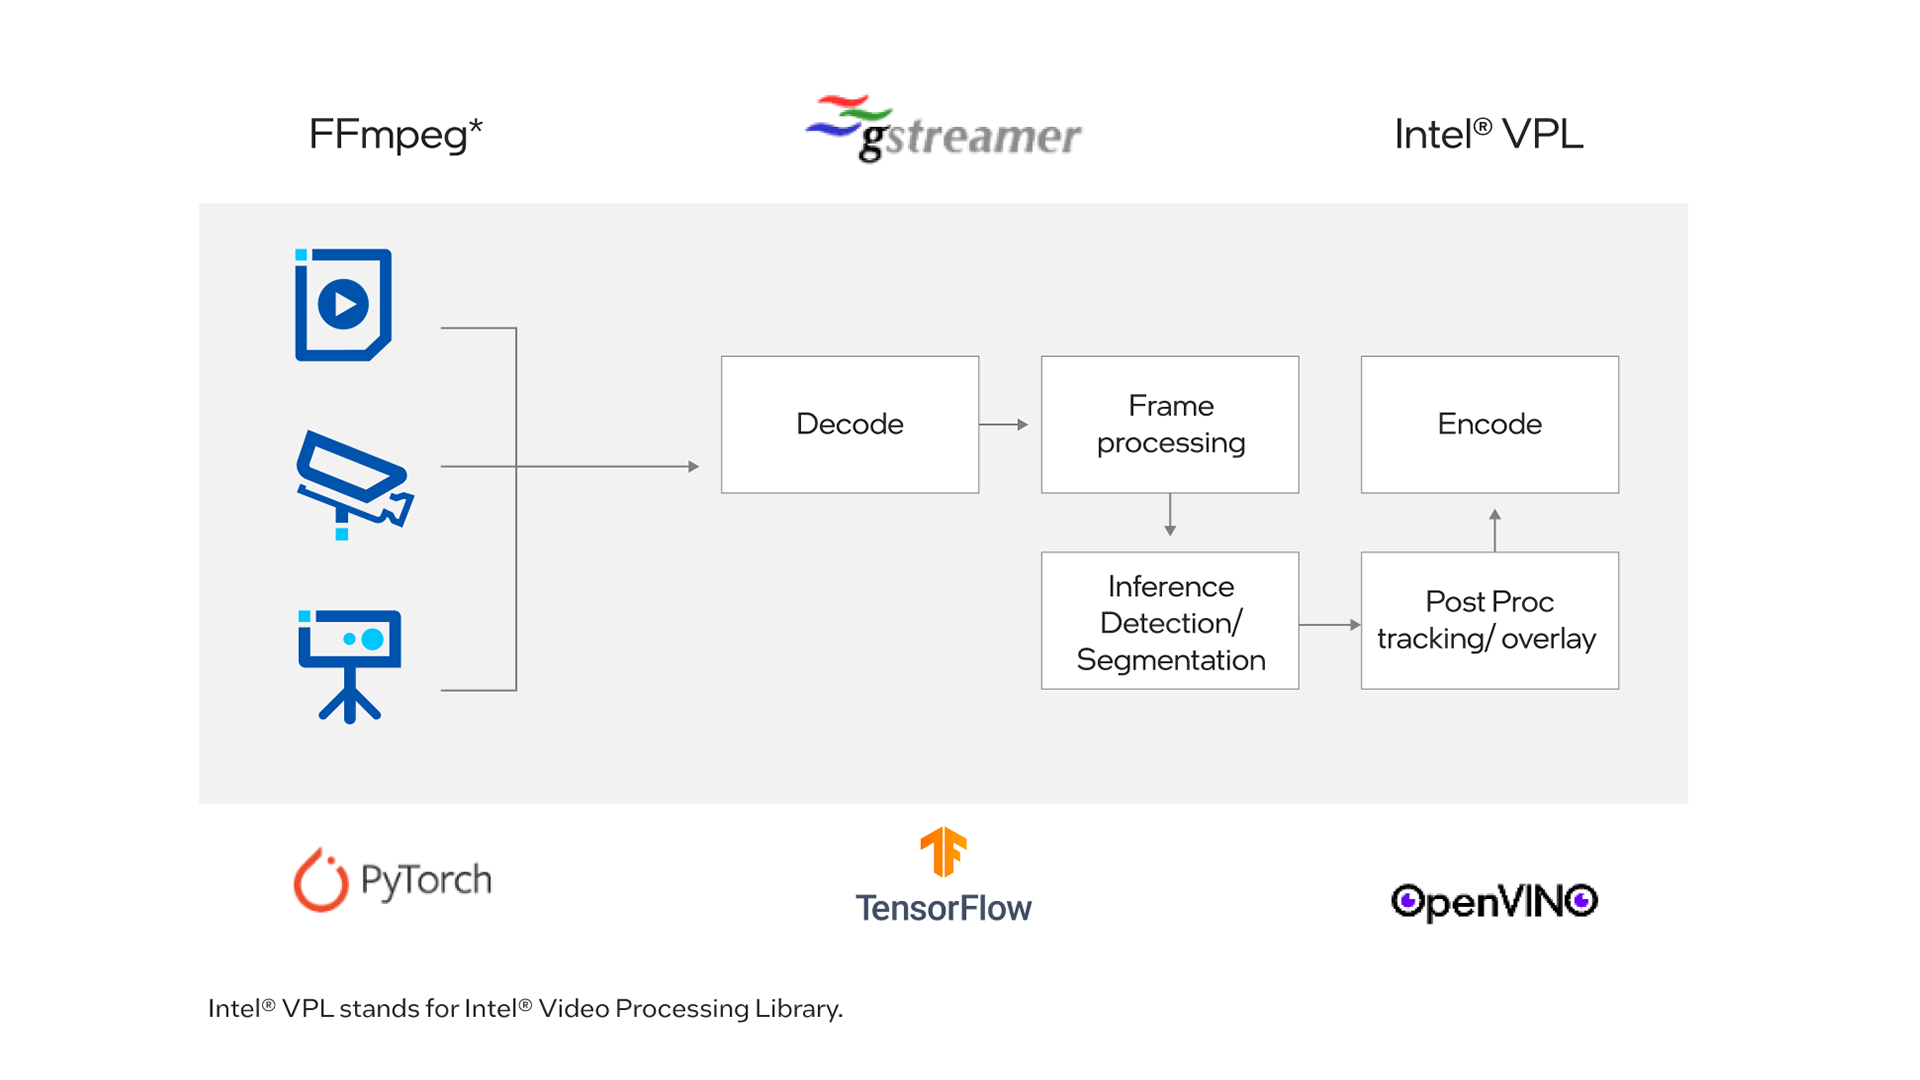 FFmpeg*
gstreamer
Intel® VPL
Decode
Frame
processing
Encode
Inference
Detection/
Segmentation
Post Proc
tracking/ overlay
PyTorch
TensorFlow
OpenVINO
Intel® VPL stands for Intel® Video Processing Library.